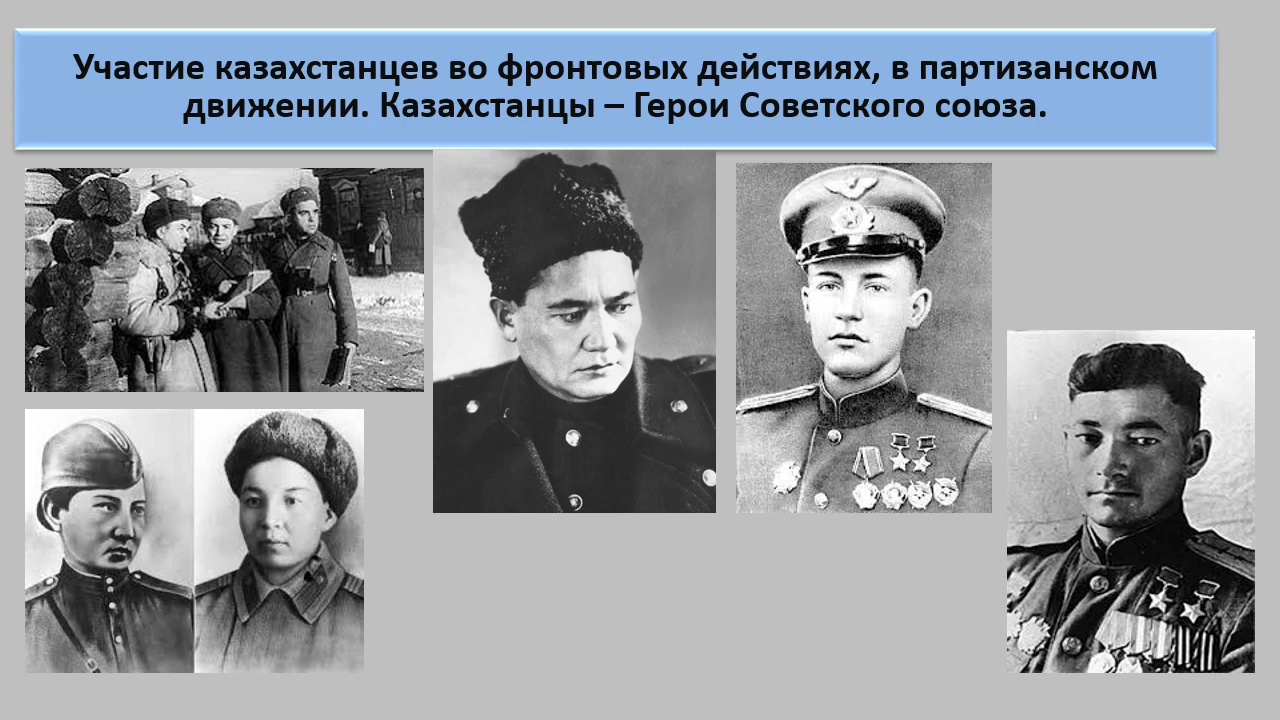 Участие казахстанцев во фронтовых действиях, в партизанском
движении. Казахстанцы – Герои Советского союза.